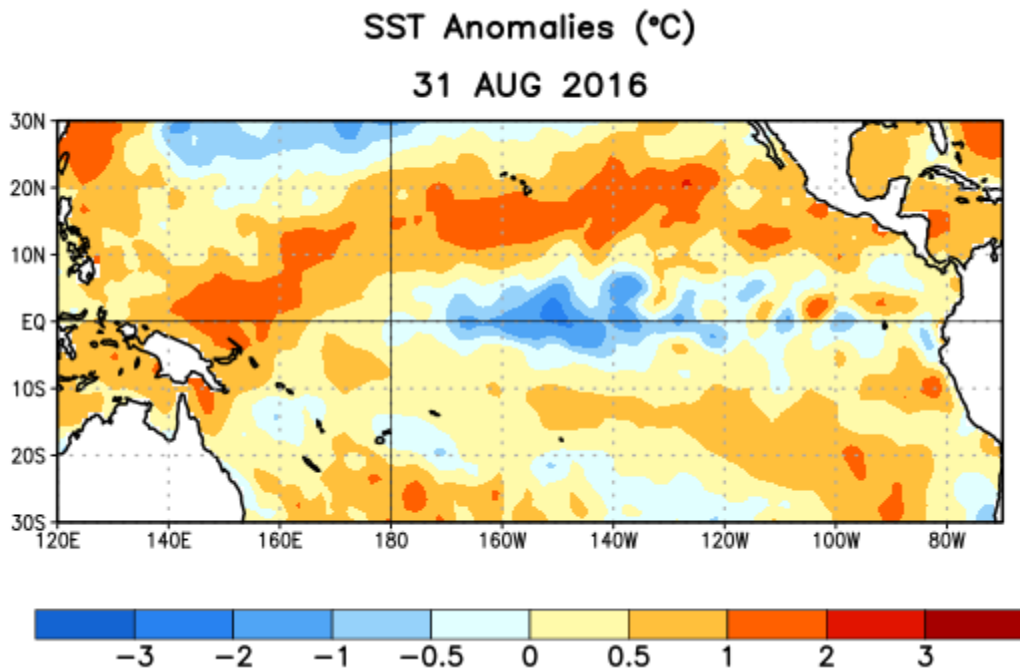 SST Anomalies (°C)
31 AUG 2016
30N
20N
10N
EQ
10S
20S
30S
120E 140E 160E 180 160W 140W 120W 100W 80W
−3 −2 −1 −0.5 0 0.5 1 2 3